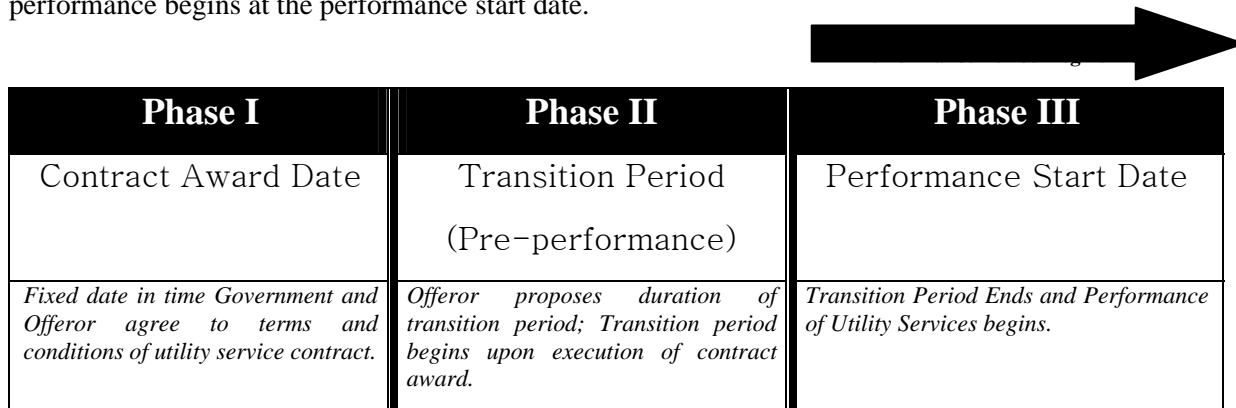 performance begins at the performance start date.
Phase I
Phase II
Phase III
Contract Award Date
Transition Period
(Pre-performance)
Performance Start Date
Fixed date in time Government and
Offeror agree to terms and
conditions of utility service contract.
Offeror proposes duration of
transition period; Transition period
begins upon execution of contract
award.
Transition Period Ends and Performance
of Utility Services begins.